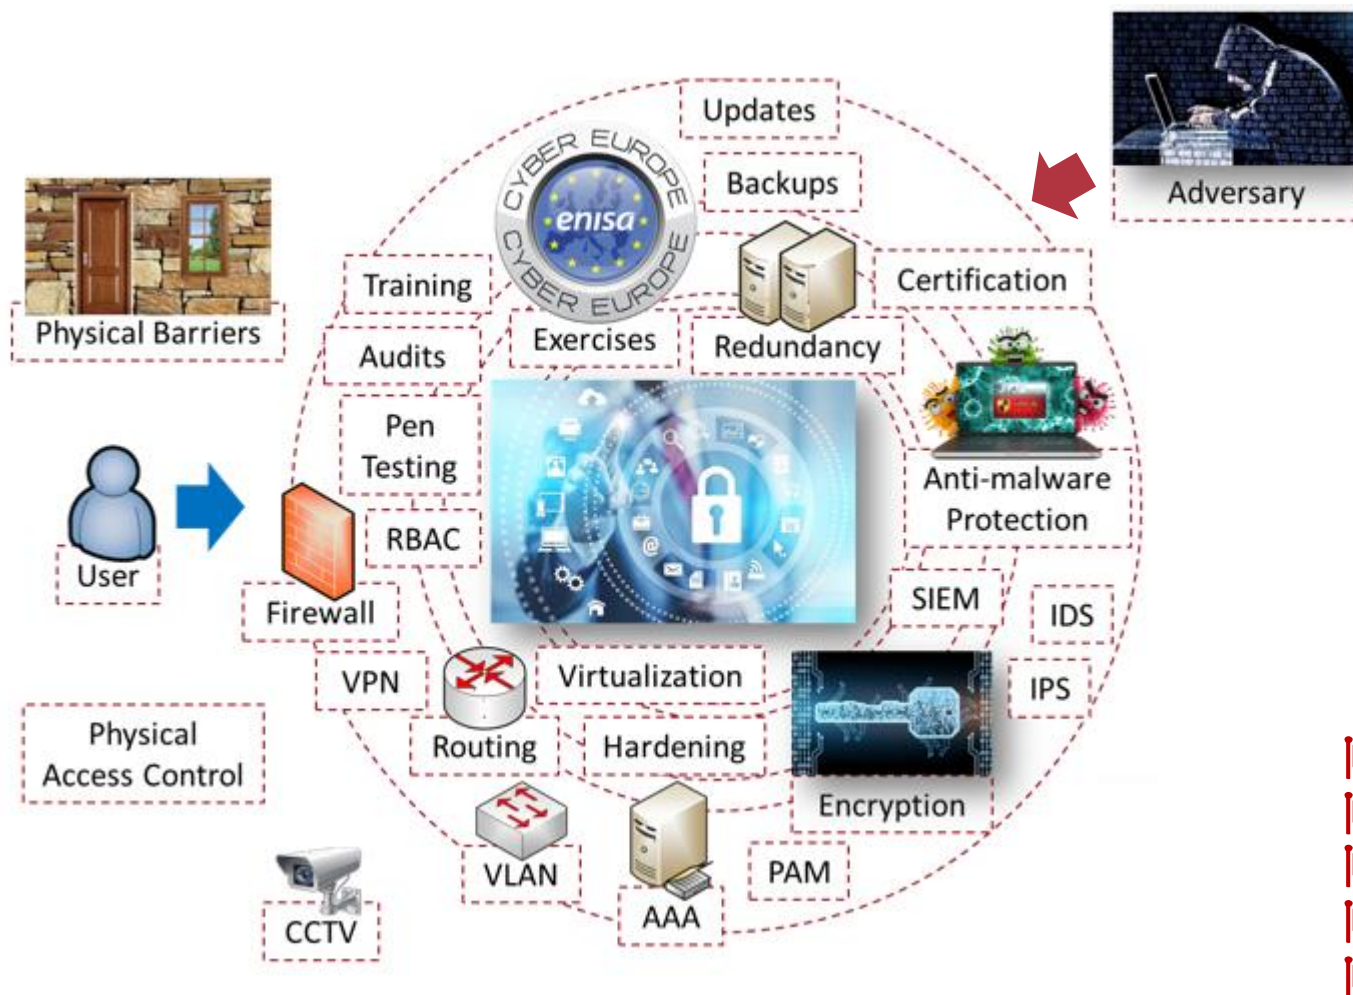 Updates
CYBER EUROPE
enisa
CYBER EUROPE
Backups
Adversary
Training
Certification
Physical Barriers
Audits
Exercises
Redundancy
Pen
Testing
Anti-malware
Protection
RBAC
User
Firewall
SIEM
IDS
VPN
Virtualization
IPS
Physical
Access Control
Routing
Hardening
Encryption
VLAN
PAM
AAA
CCTV